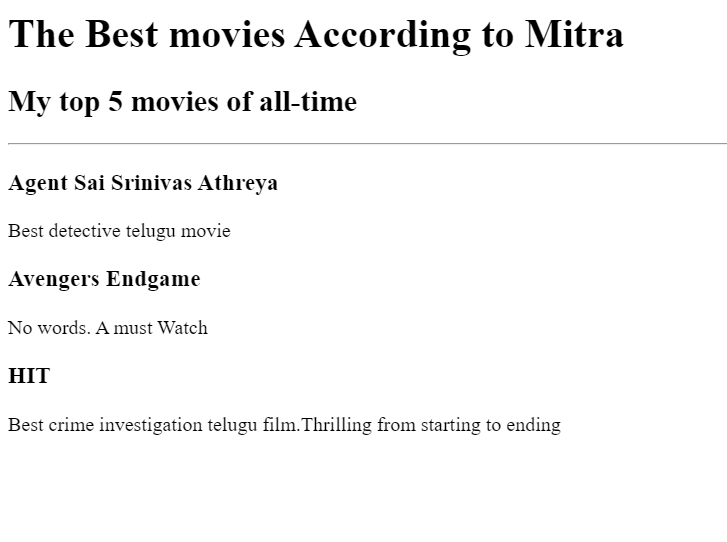 The Best movies According to Mitra
My top 5 movies of all-time
Agent Sai Srinivas Athreya
Best detective telugu movie
Avengers Endgame
No words. A must Watch
HIT
Best crime investigation telugu film.Thrilling from starting to ending